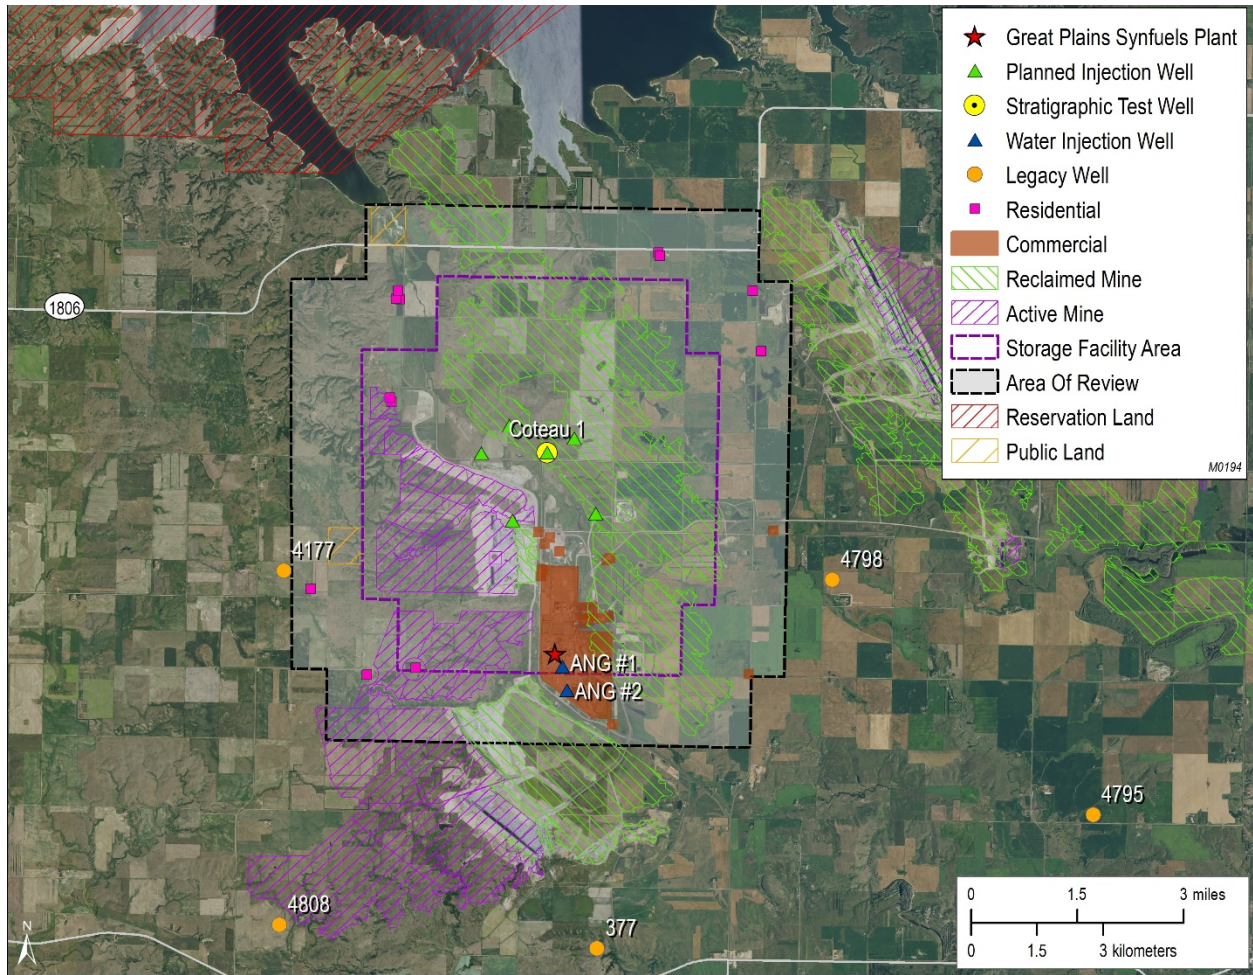 Great Plains Synfuels Plant
Planned Injection Well
Stratigraphic Test Well
Water Injection Well
Legacy Well
Residential
Commercial
Reclaimed Mine
Active Mine
Storage Facility Area
Area Of Review
Reservation Land
Public Land
M0194
1806
Coteau 1
4177
4798
ANG #1
ANG #2
4795
4808
377
N
0 1.5 3 miles
0 1.5 3 kilometers